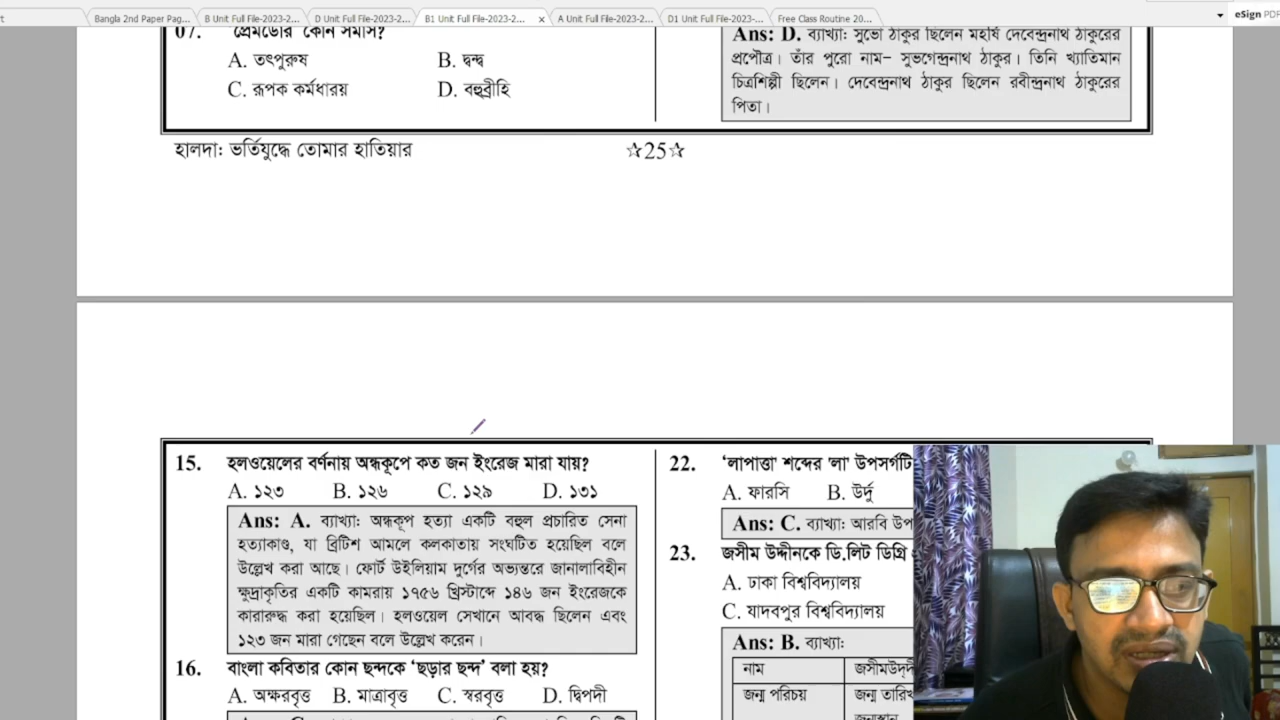 Bangla 2nd Paper Pag...
B Unit Full File-2023-2...
D Unit Full File-2023-2...
B1 Unit Full File-2023-2...
A Unit Full File-2023-2...
D1 Unit Full File-2023-...
Free Class Routine 20...
eSign PDF
07. 'প্রেমডোর' কোন সমাস?
A. তৎপুরুষ B. দ্বন্দ্ব
C. রূপক কর্মধারয় D. বহুব্রীহি
Ans: D. ব্যাখ্যা: সুভো ঠাকুর ছিলেন মহর্ষি দেবেন্দ্রনাথ ঠাকুরের
প্রপৌত্র। তাঁর পুরো নাম– সুভগেন্দ্রনাথ ঠাকুর। তিনি খ্যাতিমান
চিত্রশিল্পী ছিলেন। দেবেন্দ্রনাথ ঠাকুর ছিলেন রবীন্দ্রনাথ ঠাকুরের
পিতা।
হালদা: ভর্তিযুদ্ধে তোমার হাতিয়ার ☆25☆
15. হলওয়েলের বর্ণনায় অন্ধকূপে কত জন ইংরেজ মারা যায়?
A. ১২৩ B. ১২৬ C. ১২৯ D. ১৩১
Ans: A. ব্যাখ্যা: অন্ধকূপ হত্যা একটি বহুল প্রচারিত সেনা
হত্যাকাণ্ড, যা ব্রিটিশ আমলে কলকাতায় সংঘটিত হয়েছিল বলে
উল্লেখ করা আছে। ফোর্ট উইলিয়াম দুর্গের অভ্যন্তরে জানালাবিহীন
ক্ষুদ্রাকৃতির একটি কামরায় ১৭৫৬ খ্রিস্টাব্দে ১৪৬ জন ইংরেজকে
কারারুদ্ধ করা হয়েছিল। হলওয়েল সেখানে আবদ্ধ ছিলেন এবং
১২৩ জন মারা গেছেন বলে উল্লেখ করেন।
16. বাংলা কবিতার কোন ছন্দকে 'ছড়ার ছন্দ' বলা হয়?
A. অক্ষরবৃত্ত B. মাত্রাবৃত্ত C. স্বরবৃত্ত D. দ্বিপদী
22. 'লাপাত্তা' শব্দের 'লা' উপসর্গটি
A. ফারসি B. উর্দু
Ans: C. ব্যাখ্যা: আরবি উপ
23. জসীম উদ্দীনকে ডি.লিট ডিগ্রি
A. ঢাকা বিশ্ববিদ্যালয়
C. যাদবপুর বিশ্ববিদ্যালয়
Ans: B. ব্যাখ্যা:
নাম জসীমউদ্দী
জন্ম পরিচয় জন্ম তারিখ